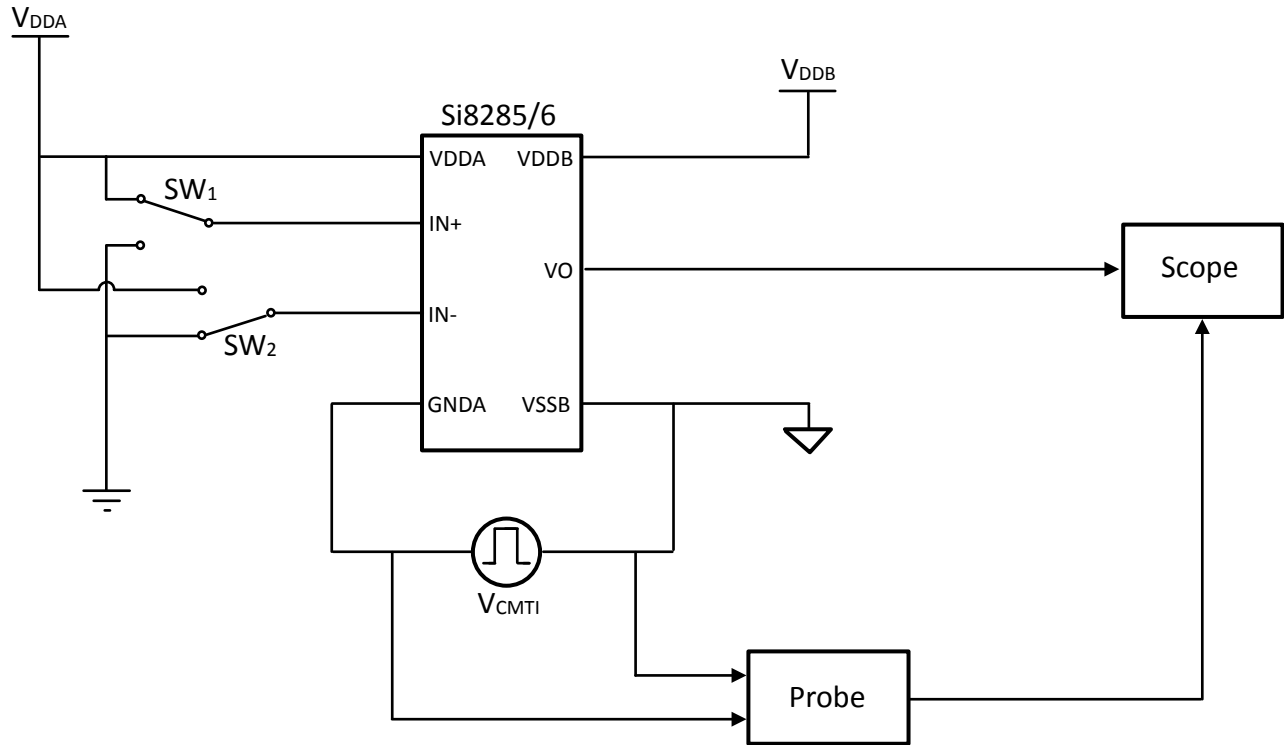 VDDA
VDDB
Si8285/6
VDDA VDDB
SW1
IN+
VO
Scope
IN-
SW2
GNDA VSSB
VCMTI
Probe